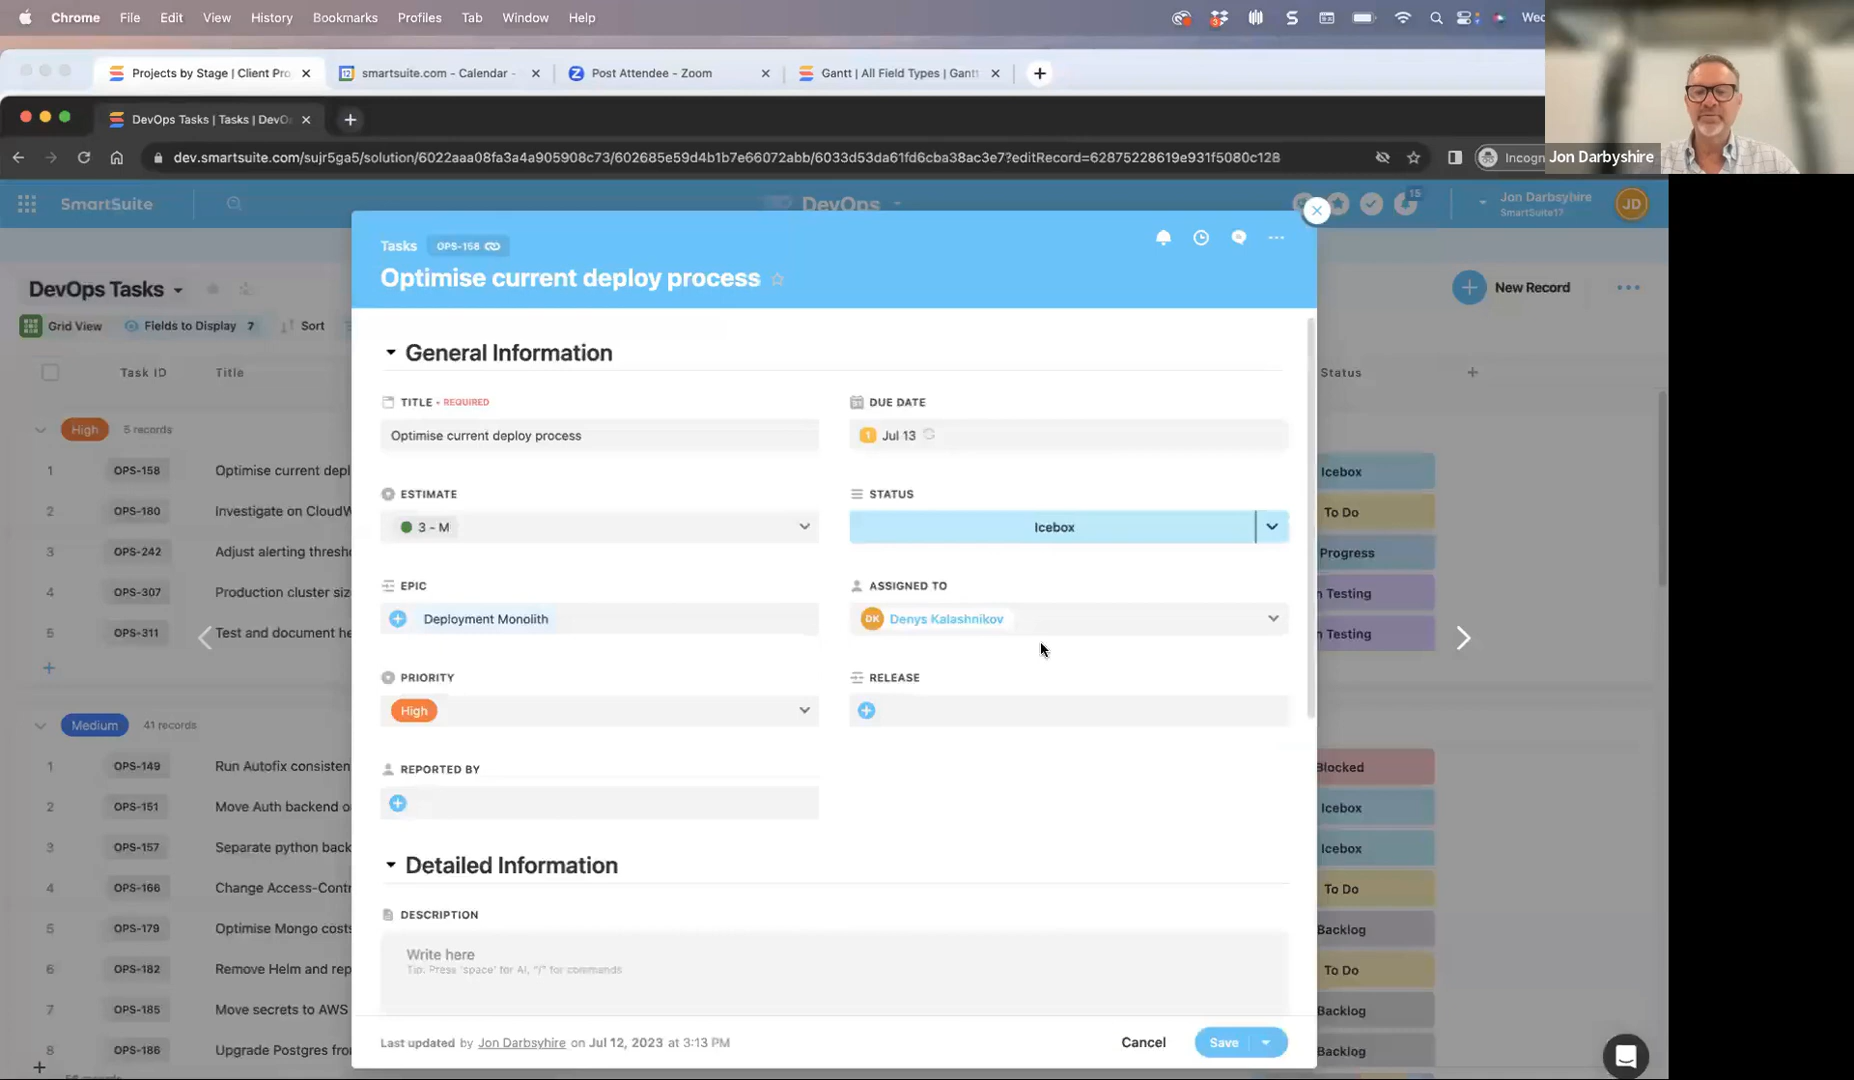 Chrome File Edit View History Bookmarks Profiles Tab Window Help
3
Wed
Projects by Stage | Client Pro
smartsuite.com - Calendar -
Post Attendee - Zoom
Gantt | All Field Types | Gantt
DevOps Tasks | Tasks | DevO
dev.smartsuite.com/sujr5ga5/solution/6022aaa08fa3a4a905908c73/602685e59d4b1b7e66072abb/6033d53da61fd6cba38ac3e7?editRecord=62875228619e931f5080c128
Incogn
Jon Darbyshire
SmartSuite
DevOps
15
Jon Darbsyhire
SmartSuite17
JD
Tasks OPS-158
Optimise current deploy process
DevOps Tasks
New Record
Grid View Fields to Display 7 Sort
Task ID Title Status
High 5 records
1 OPS-158 Optimise current depl Icebox
2 OPS-180 Investigate on CloudW To Do
3 OPS-242 Adjust alerting thresho Progress
4 OPS-307 Production cluster size n Testing
5 OPS-311 Test and document he n Testing
Medium 41 records
1 OPS-149 Run Autofix consisten Blocked
2 OPS-151 Move Auth backend o Icebox
3 OPS-157 Separate python back Icebox
4 OPS-166 Change Access-Contr To Do
5 OPS-179 Optimise Mongo costs Backlog
6 OPS-182 Remove Helm and rep To Do
7 OPS-185 Move secrets to AWS Backlog
8 OPS-186 Upgrade Postgres from Backlog
General Information
TITLE • REQUIRED
Optimise current deploy process
DUE DATE
1 Jul 13
ESTIMATE
3 - M
STATUS
Icebox
EPIC
Deployment Monolith
ASSIGNED TO
DK Denys Kalashnikov
PRIORITY
High
RELEASE
REPORTED BY
Detailed Information
DESCRIPTION
Write here
Tip: Press 'space' for AI, "/" for commands
Last updated by Jon Darbsyhire on Jul 12, 2023 at 3:13 PM
Cancel
Save